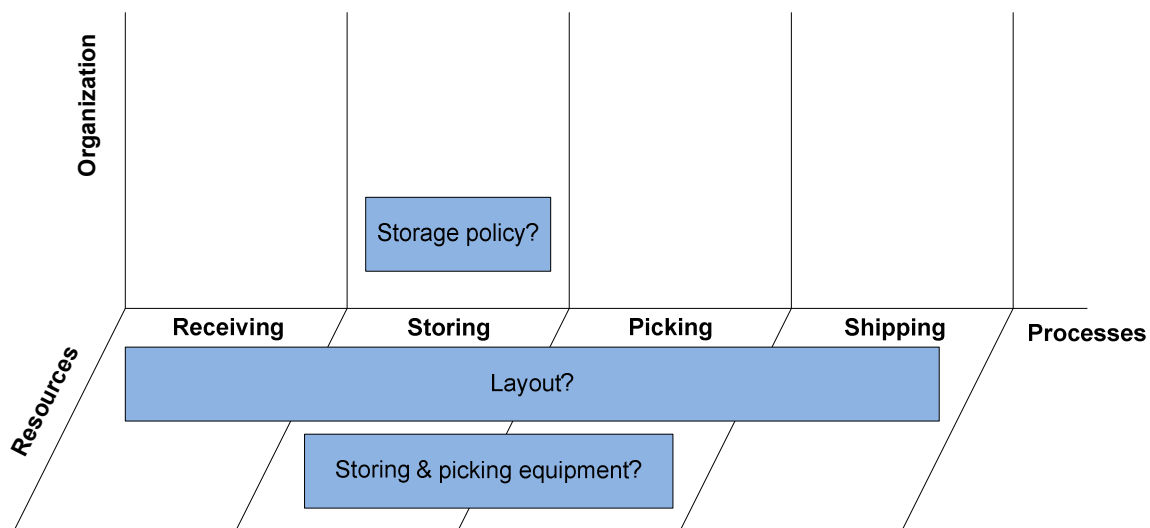 Organization
Storage policy?
Receiving
Storing
Picking
Shipping
Processes
Resources
Layout?
Storing & picking equipment?